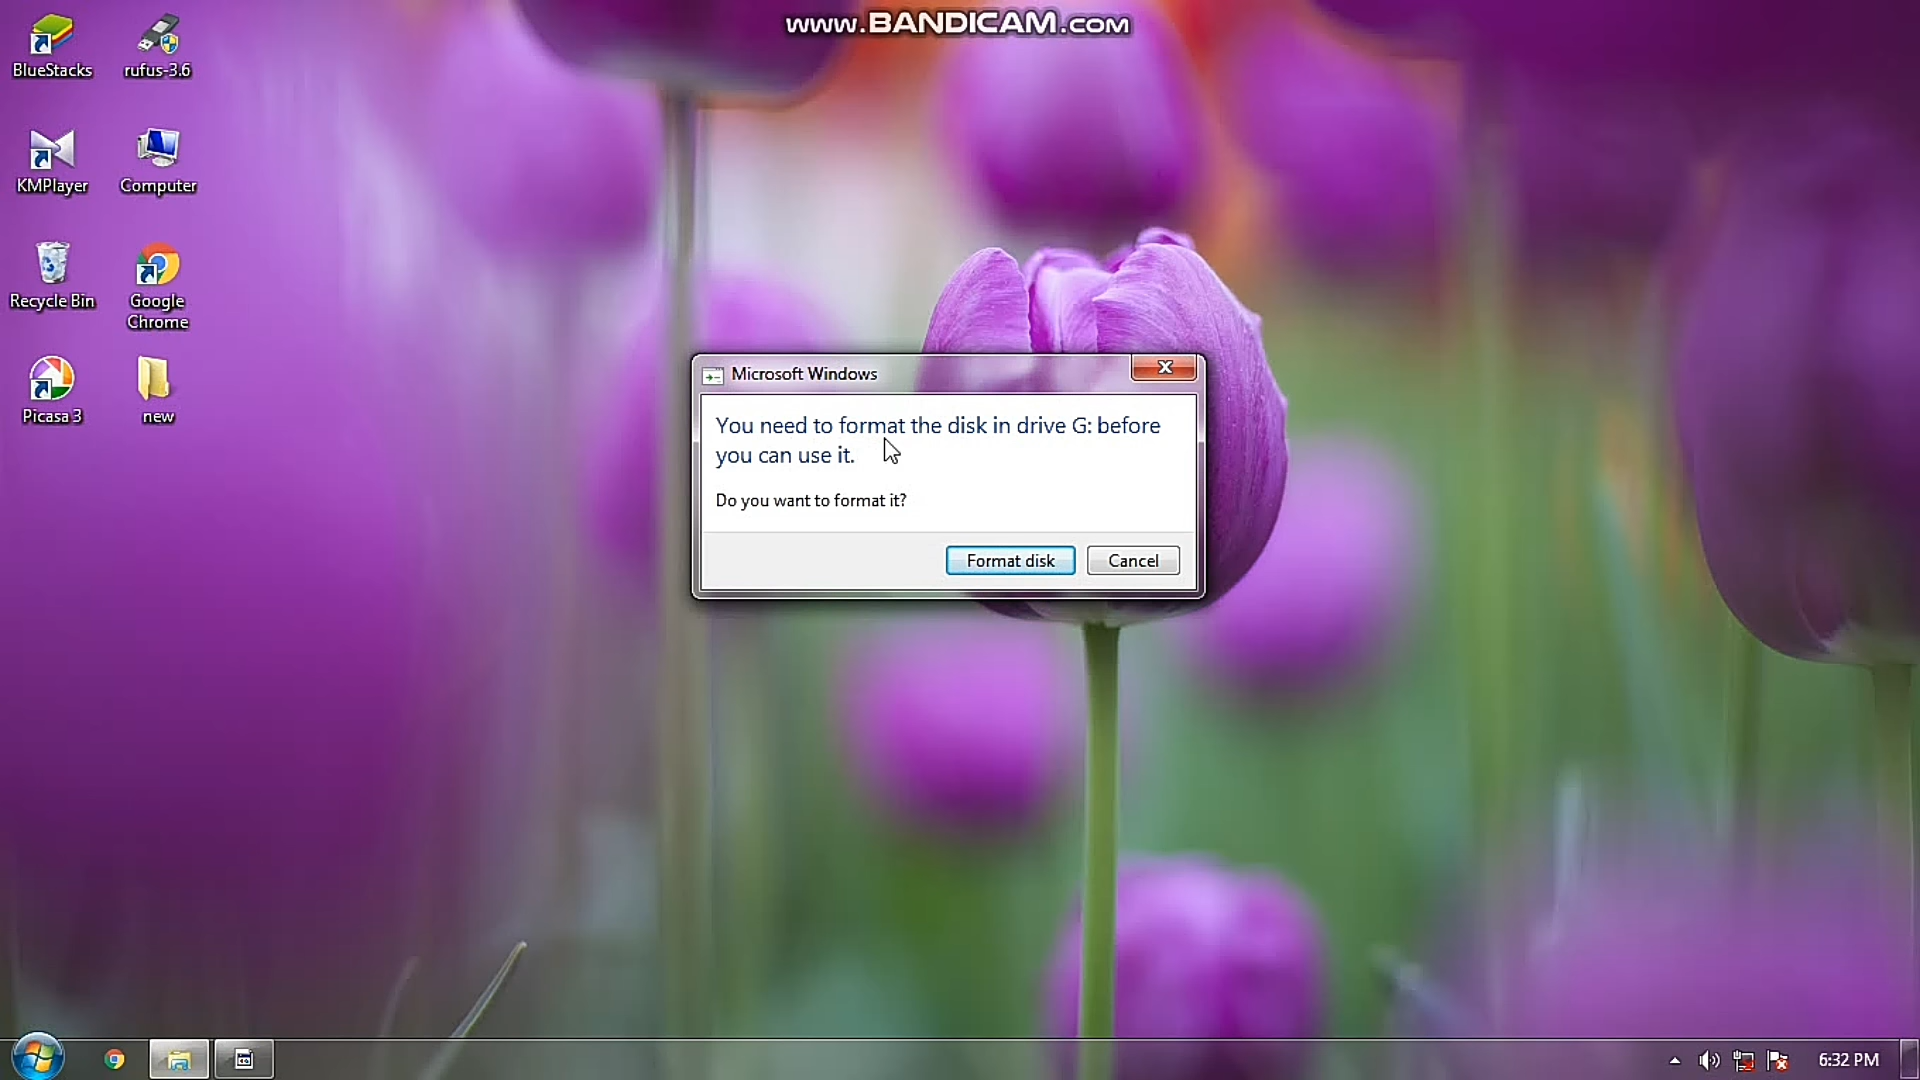 www.BANDICAM.com
BlueStacks
rufus-3.6
KMPlayer
Computer
Recycle Bin
Google
Chrome
Picasa 3
new
Microsoft Windows
You need to format the disk in drive G: before
you can use it.
Do you want to format it?
Format disk
Cancel
6:32 PM